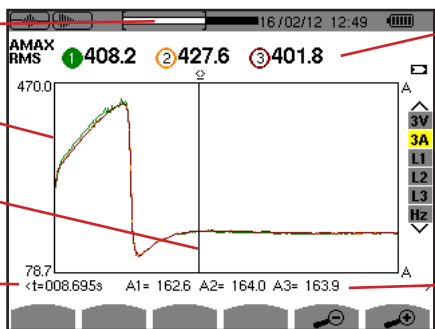 16/02/12 12:49
AMAX RMS 1 408.2 2 427.6 3 401.8
470.0 A
3V
3A
L1
L2
L3
Hz
78.7 A
<t=008.695s A1= 162.6 A2= 164.0 A3= 163.9 >